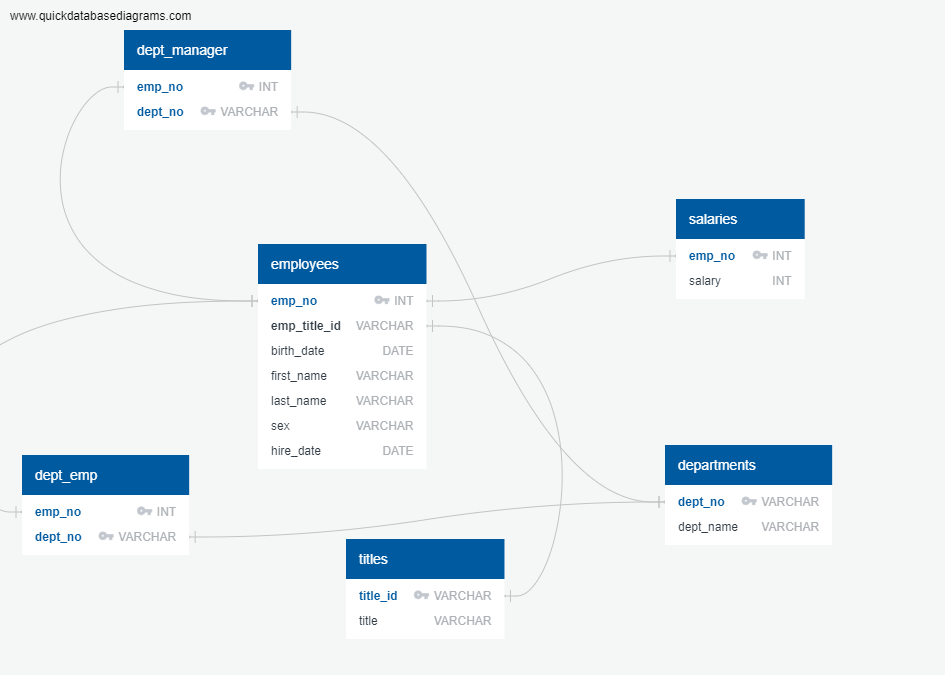 www.quickdatabasediagrams.com
dept_manager
emp_no INT
dept_no VARCHAR
salaries
emp_no INT
salary INT
employees
emp_no INT
emp_title_id VARCHAR
birth_date DATE
first_name VARCHAR
last_name VARCHAR
sex VARCHAR
hire_date DATE
dept_emp
emp_no INT
dept_no VARCHAR
departments
dept_no VARCHAR
dept_name VARCHAR
titles
title_id VARCHAR
title VARCHAR